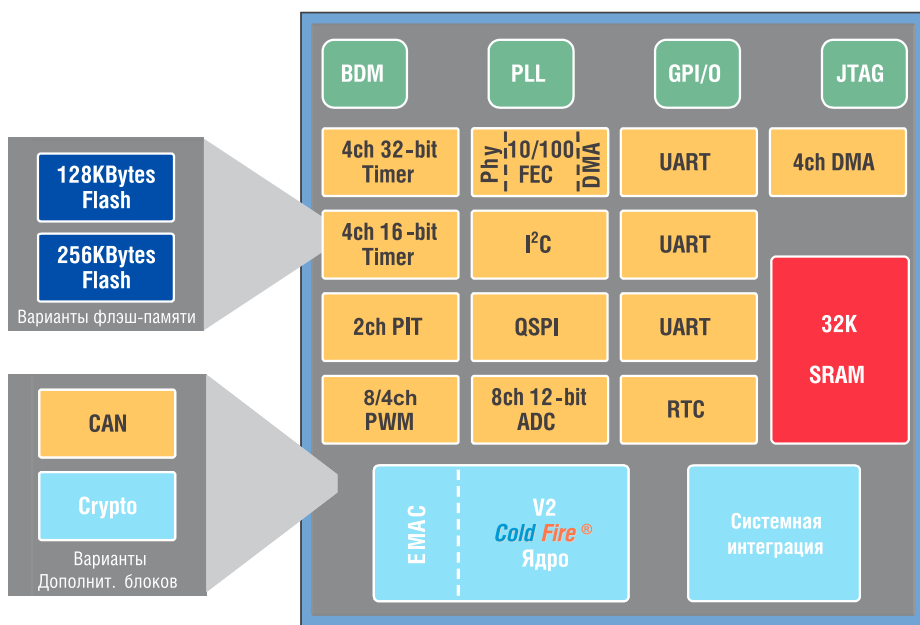 BDM
PLL
GPI/O
JTAG
4ch 32-bit
Timer
Phy
10/100
FEC
DMA
UART
4ch DMA
128KBytes
Flash
256KBytes
Flash
Варианты флэш-памяти
4ch 16-bit
Timer
I²C
UART
2ch PIT
QSPI
UART
32K
SRAM
8/4ch
PWM
8ch 12-bit
ADC
RTC
CAN
Crypto
Варианты
Дополнит. блоков
EMAC
V2
Cold Fire ®
Ядро
Системная
интеграция